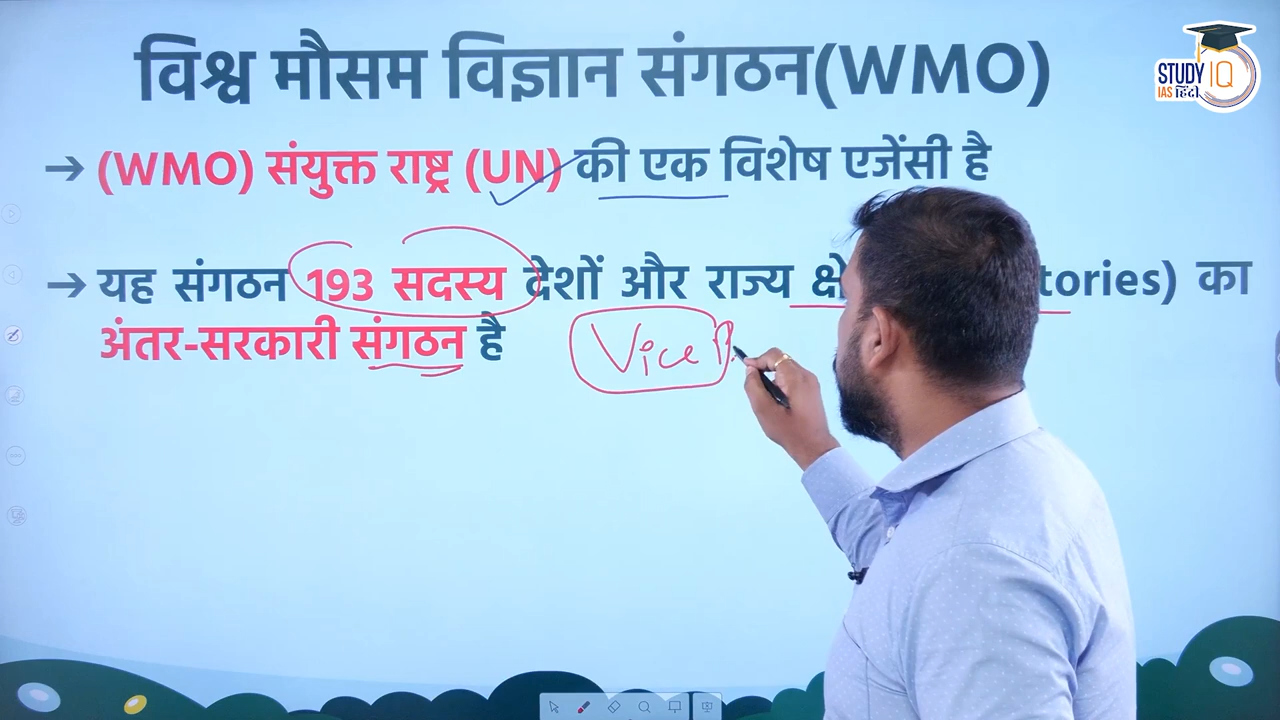 विश्व मौसम विज्ञान संगठन(WMO)
STUDY IQ
IAS हिंदी
→ (WMO) संयुक्त राष्ट्र (UN) की एक विशेष एजेंसी है
→ यह संगठन 193 सदस्य देशों और राज्य क्षे tories) का
अंतर-सरकारी संगठन है
Vice